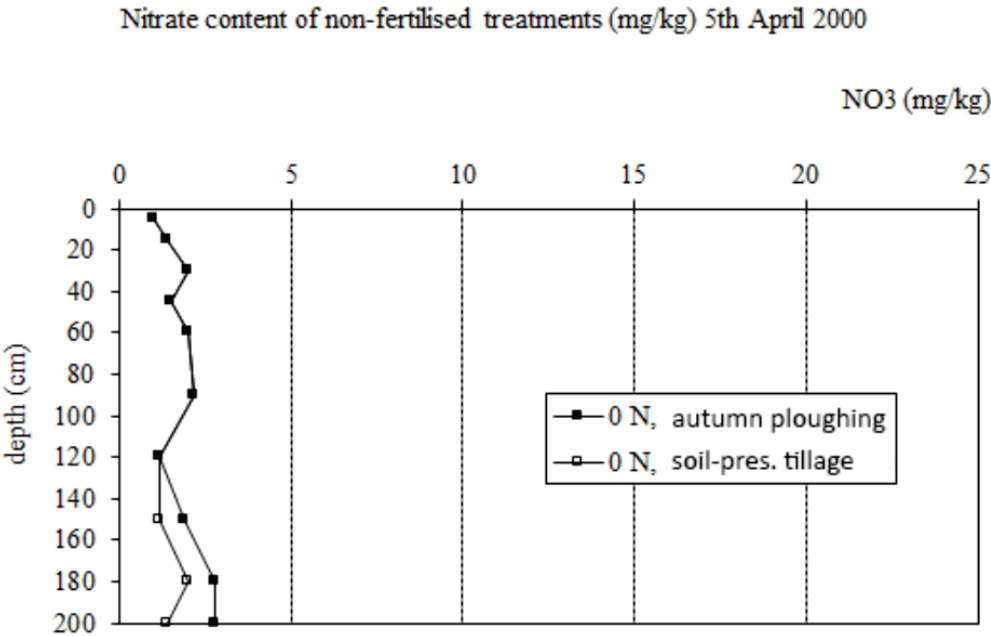 Nitrate content of non-fertilised treatments (mg/kg) 5th April 2000
NO3 (mg/kg)
0 5 10 15 20 25
0
20
40
60
80
100
120
140
160
180
200
depth (cm)
0 N, autumn ploughing
0 N, soil-pres. tillage